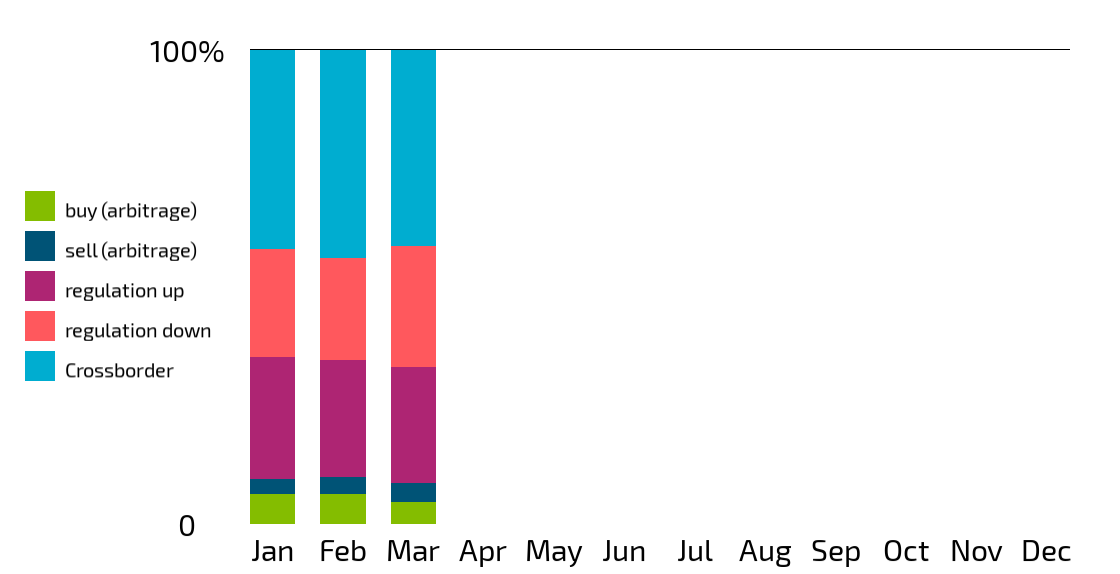 100%
buy (arbitrage)
sell (arbitrage)
regulation up
regulation down
Crossborder
0
Jan Feb Mar Apr May Jun Jul Aug Sep Oct Nov Dec